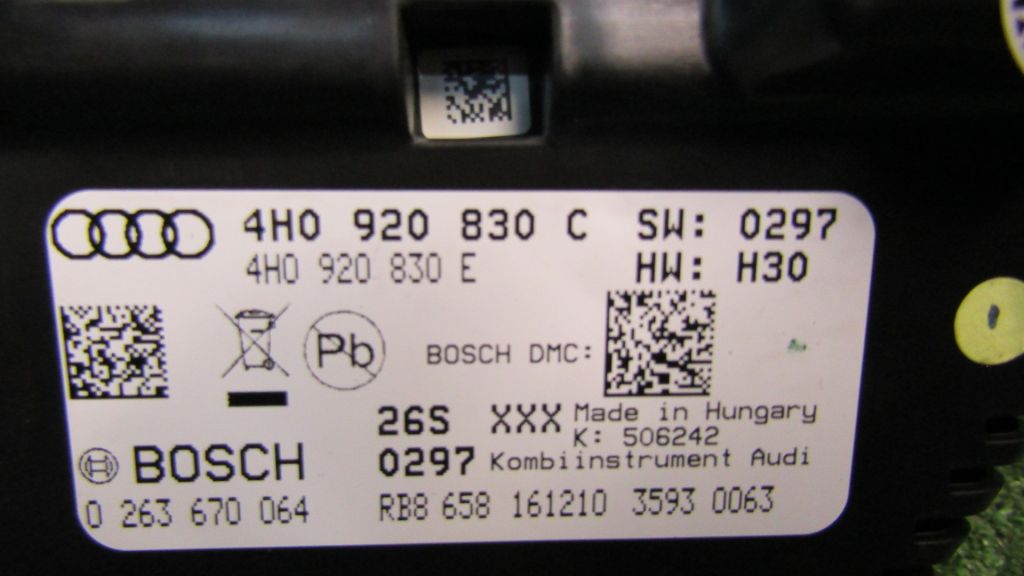 4H0 920 830 C SW: 0297
4H0 920 830 E HW: H30
Pb
BOSCH DMC:
26S XXX Made in Hungary
K: 506242
BOSCH 0297 Kombiinstrument Audi
0 263 670 064 RB8 658 161210 3593 0063